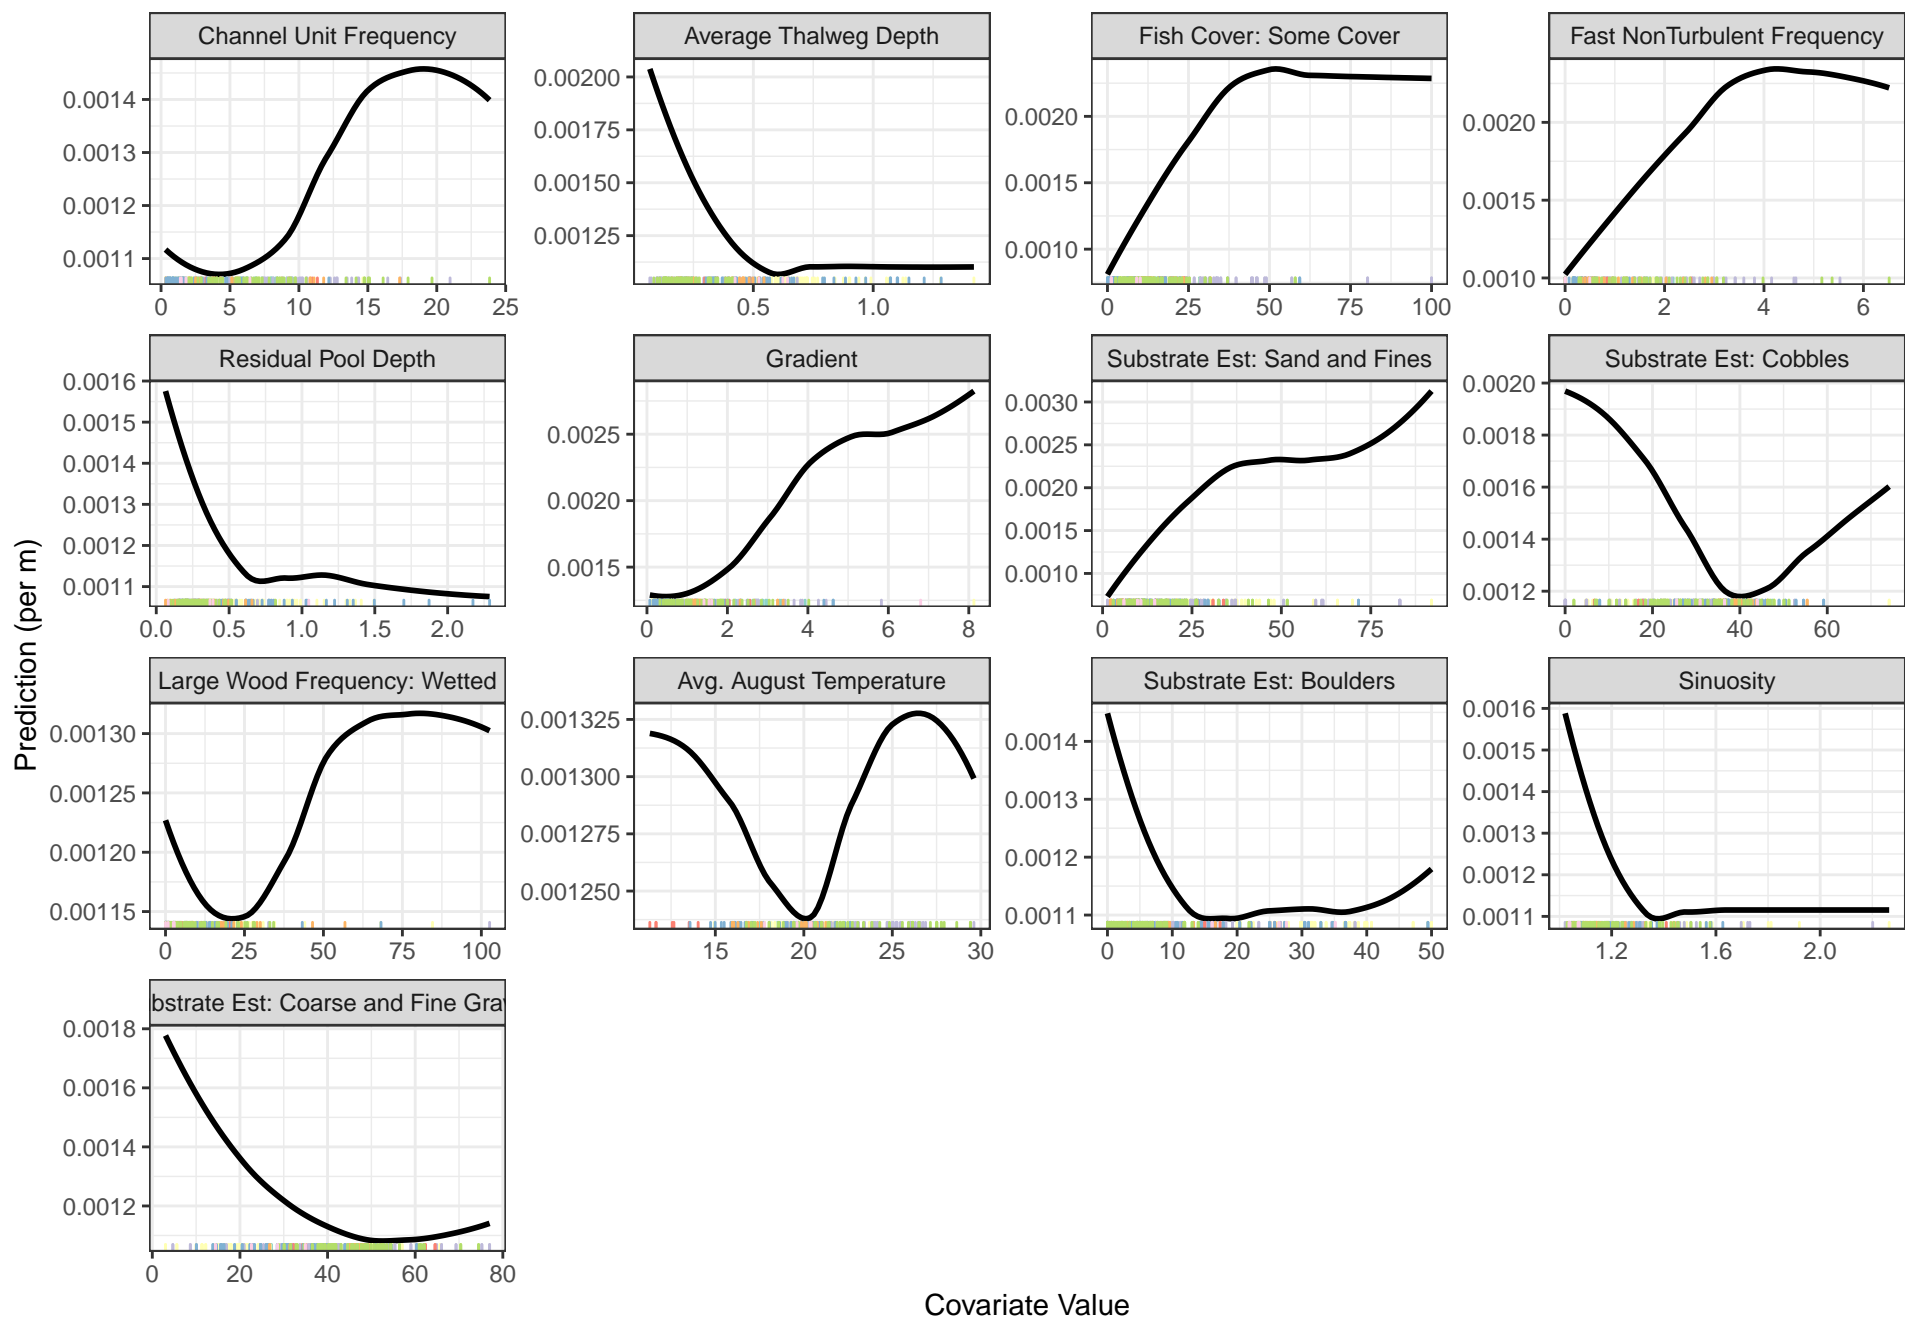 Channel Unit Frequency
Average Thalweg Depth
Fish Cover: Some Cover
Fast NonTurbulent Frequency
0.0014
0.0013
0.0012
0.0011
0 5 10 15 20 25
0.00200
0.00175
0.00150
0.00125
0.5 1.0
0.0020
0.0015
0.0010
0 25 50 75 100
0.0020
0.0015
0.0010
0 2 4 6
Residual Pool Depth
Gradient
Substrate Est: Sand and Fines
Substrate Est: Cobbles
0.0016
0.0015
0.0014
0.0013
0.0012
0.0011
0.0 0.5 1.0 1.5 2.0
0.0025
0.0020
0.0015
0 2 4 6 8
0.0030
0.0025
0.0020
0.0015
0.0010
0 25 50 75
0.0020
0.0018
0.0016
0.0014
0.0012
0 20 40 60
Prediction (per m)
Large Wood Frequency: Wetted
Avg. August Temperature
Substrate Est: Boulders
Sinuosity
0.00130
0.00125
0.00120
0.00115
0 25 50 75 100
0.001325
0.001300
0.001275
0.001250
15 20 25 30
0.0014
0.0013
0.0012
0.0011
0 10 20 30 40 50
0.0016
0.0015
0.0014
0.0013
0.0012
0.0011
1.2 1.6 2.0
bstrate Est: Coarse and Fine Grav
0.0018
0.0016
0.0014
0.0012
0 20 40 60 80
Covariate Value